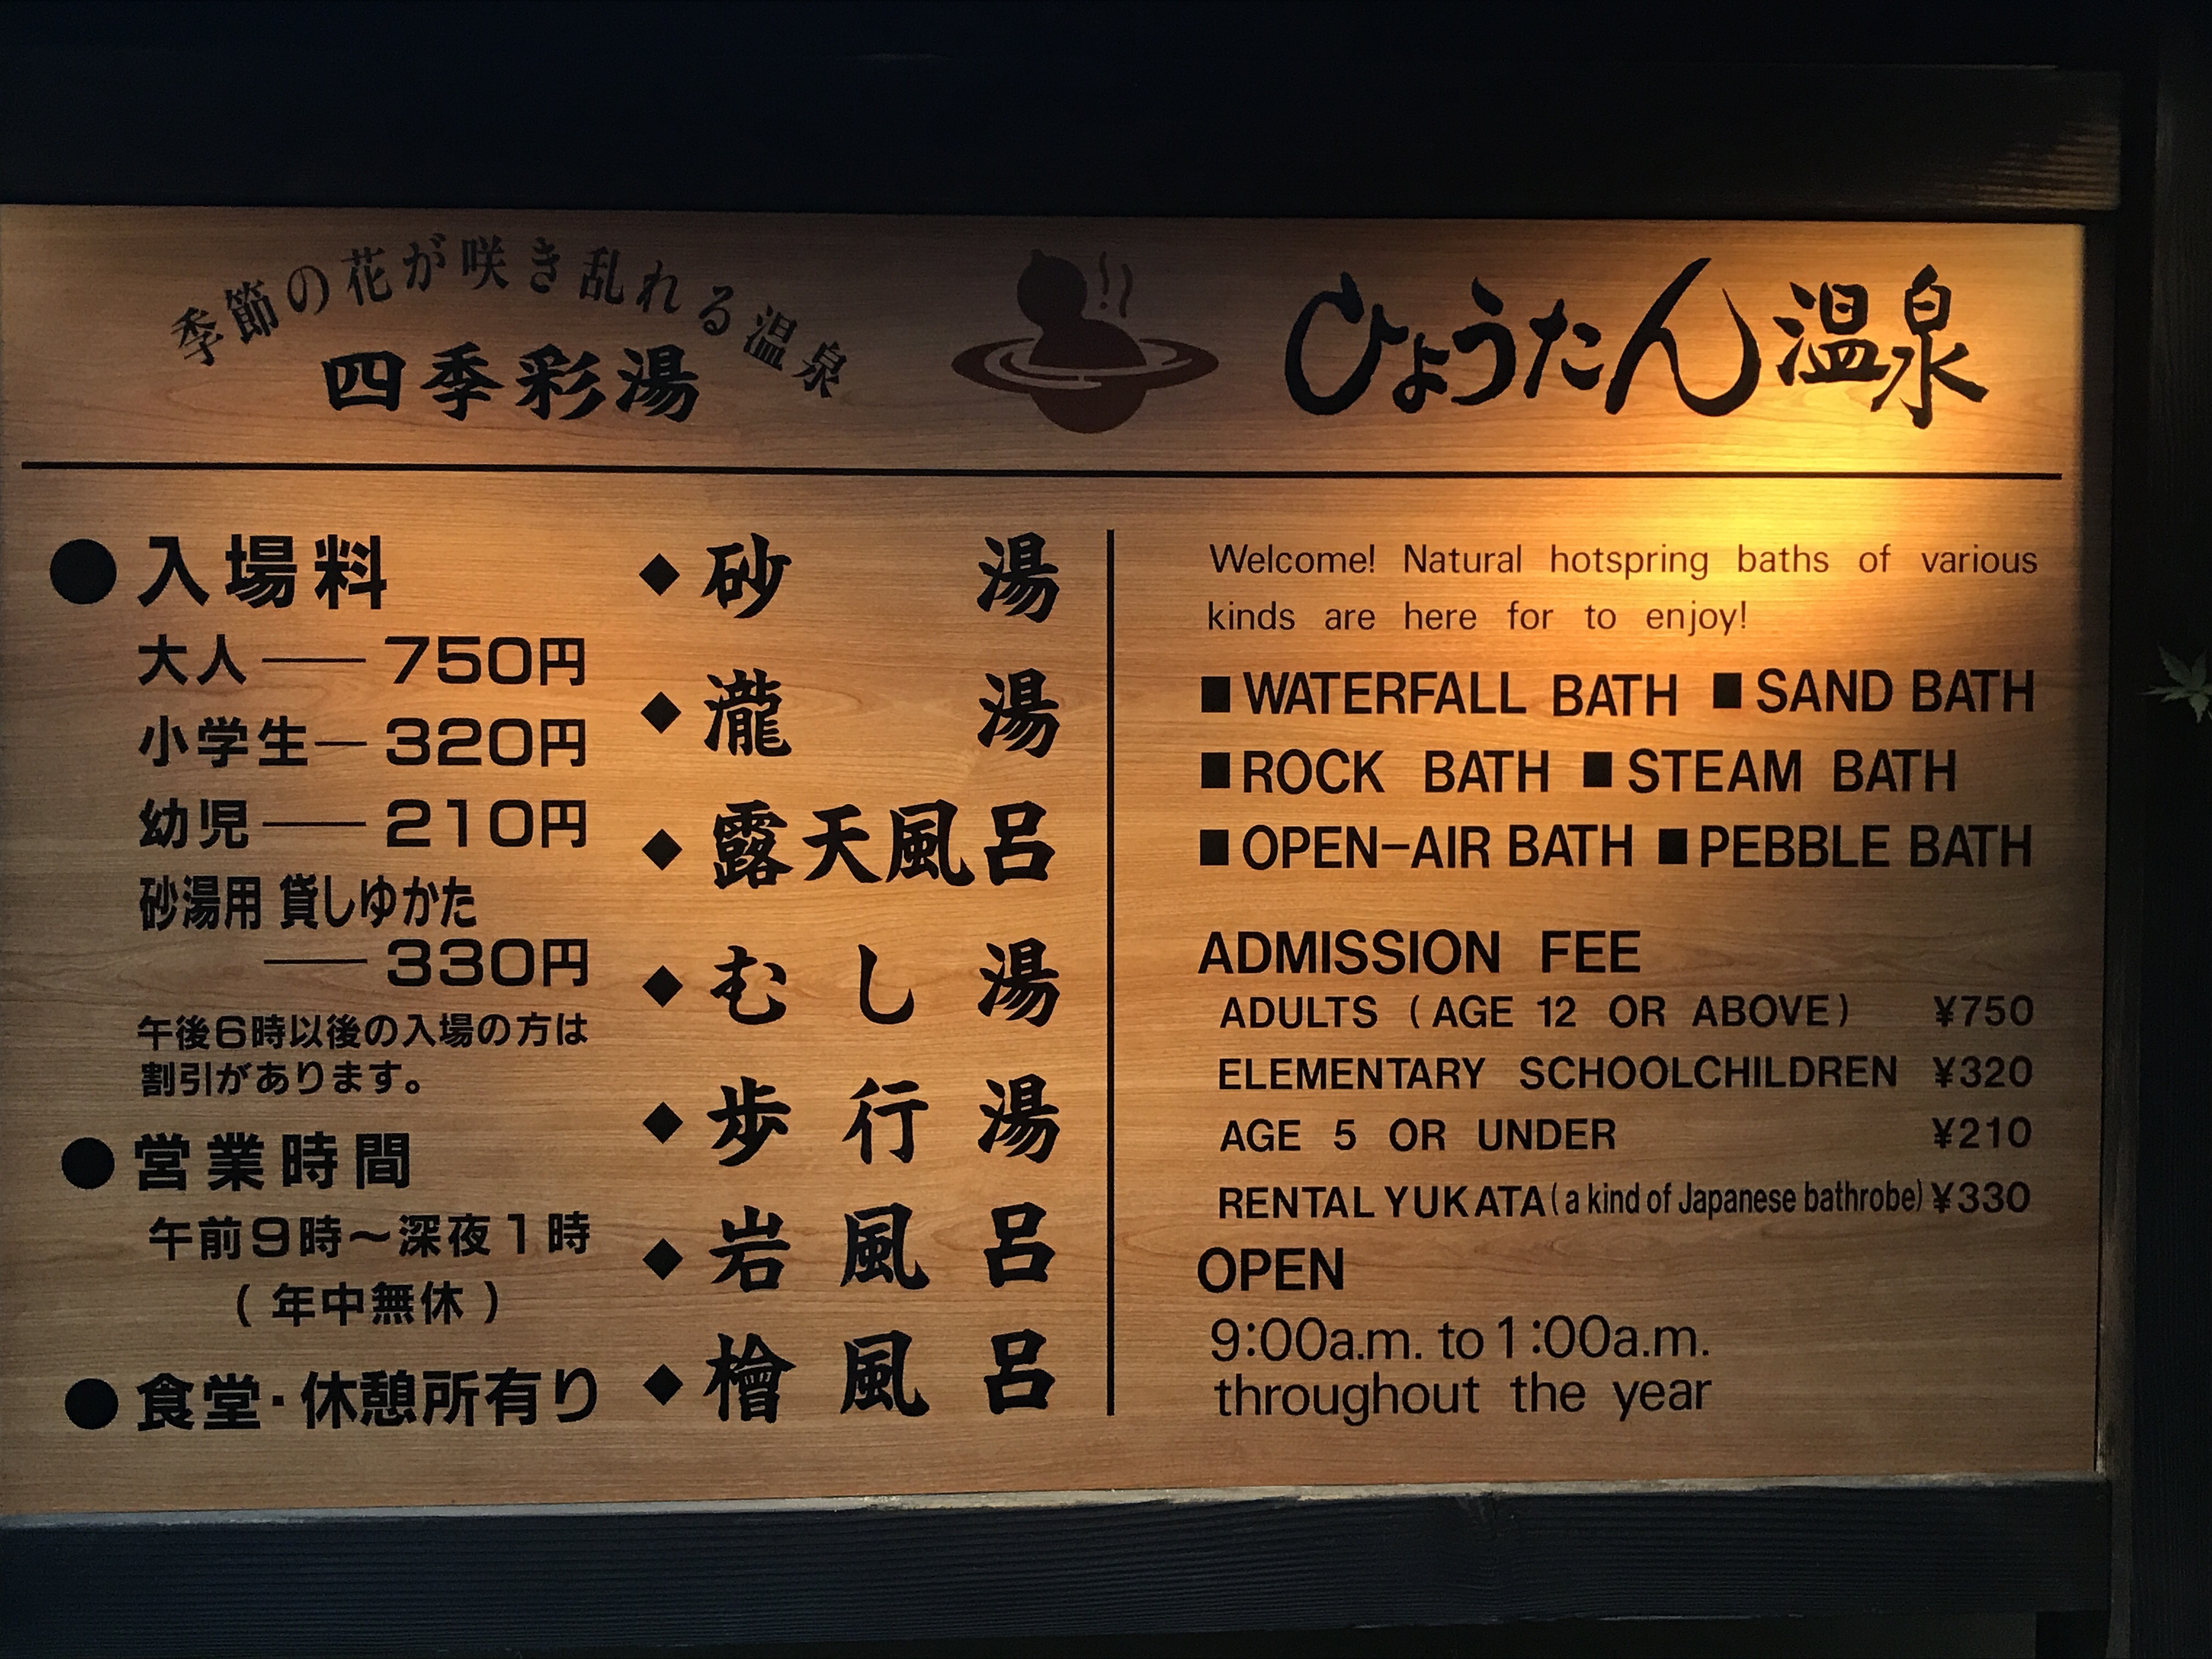 季節の花が咲き乱れる温泉
四季彩湯
ひょうたん温泉
●入場料
大人──750円
小学生─320円
幼児──210円
砂湯用 貸しゆかた
──330円
午後6時以後の入場の方は
割引があります。
●営業時間
午前9時〜深夜1時
(年中無休)
●食堂・休憩所有り
◆砂湯
◆瀧湯
◆露天風呂
◆むし湯
◆歩行湯
◆岩風呂
◆檜風呂
Welcome! Natural hotspring baths of various
kinds are here for to enjoy!
■WATERFALL BATH ■SAND BATH
■ROCK BATH ■STEAM BATH
■OPEN-AIR BATH ■PEBBLE BATH
ADMISSION FEE
ADULTS (AGE 12 OR ABOVE) ¥750
ELEMENTARY SCHOOLCHILDREN ¥320
AGE 5 OR UNDER ¥210
RENTAL YUKATA(a kind of Japanese bathrobe) ¥330
OPEN
9:00a.m. to 1:00a.m.
throughout the year